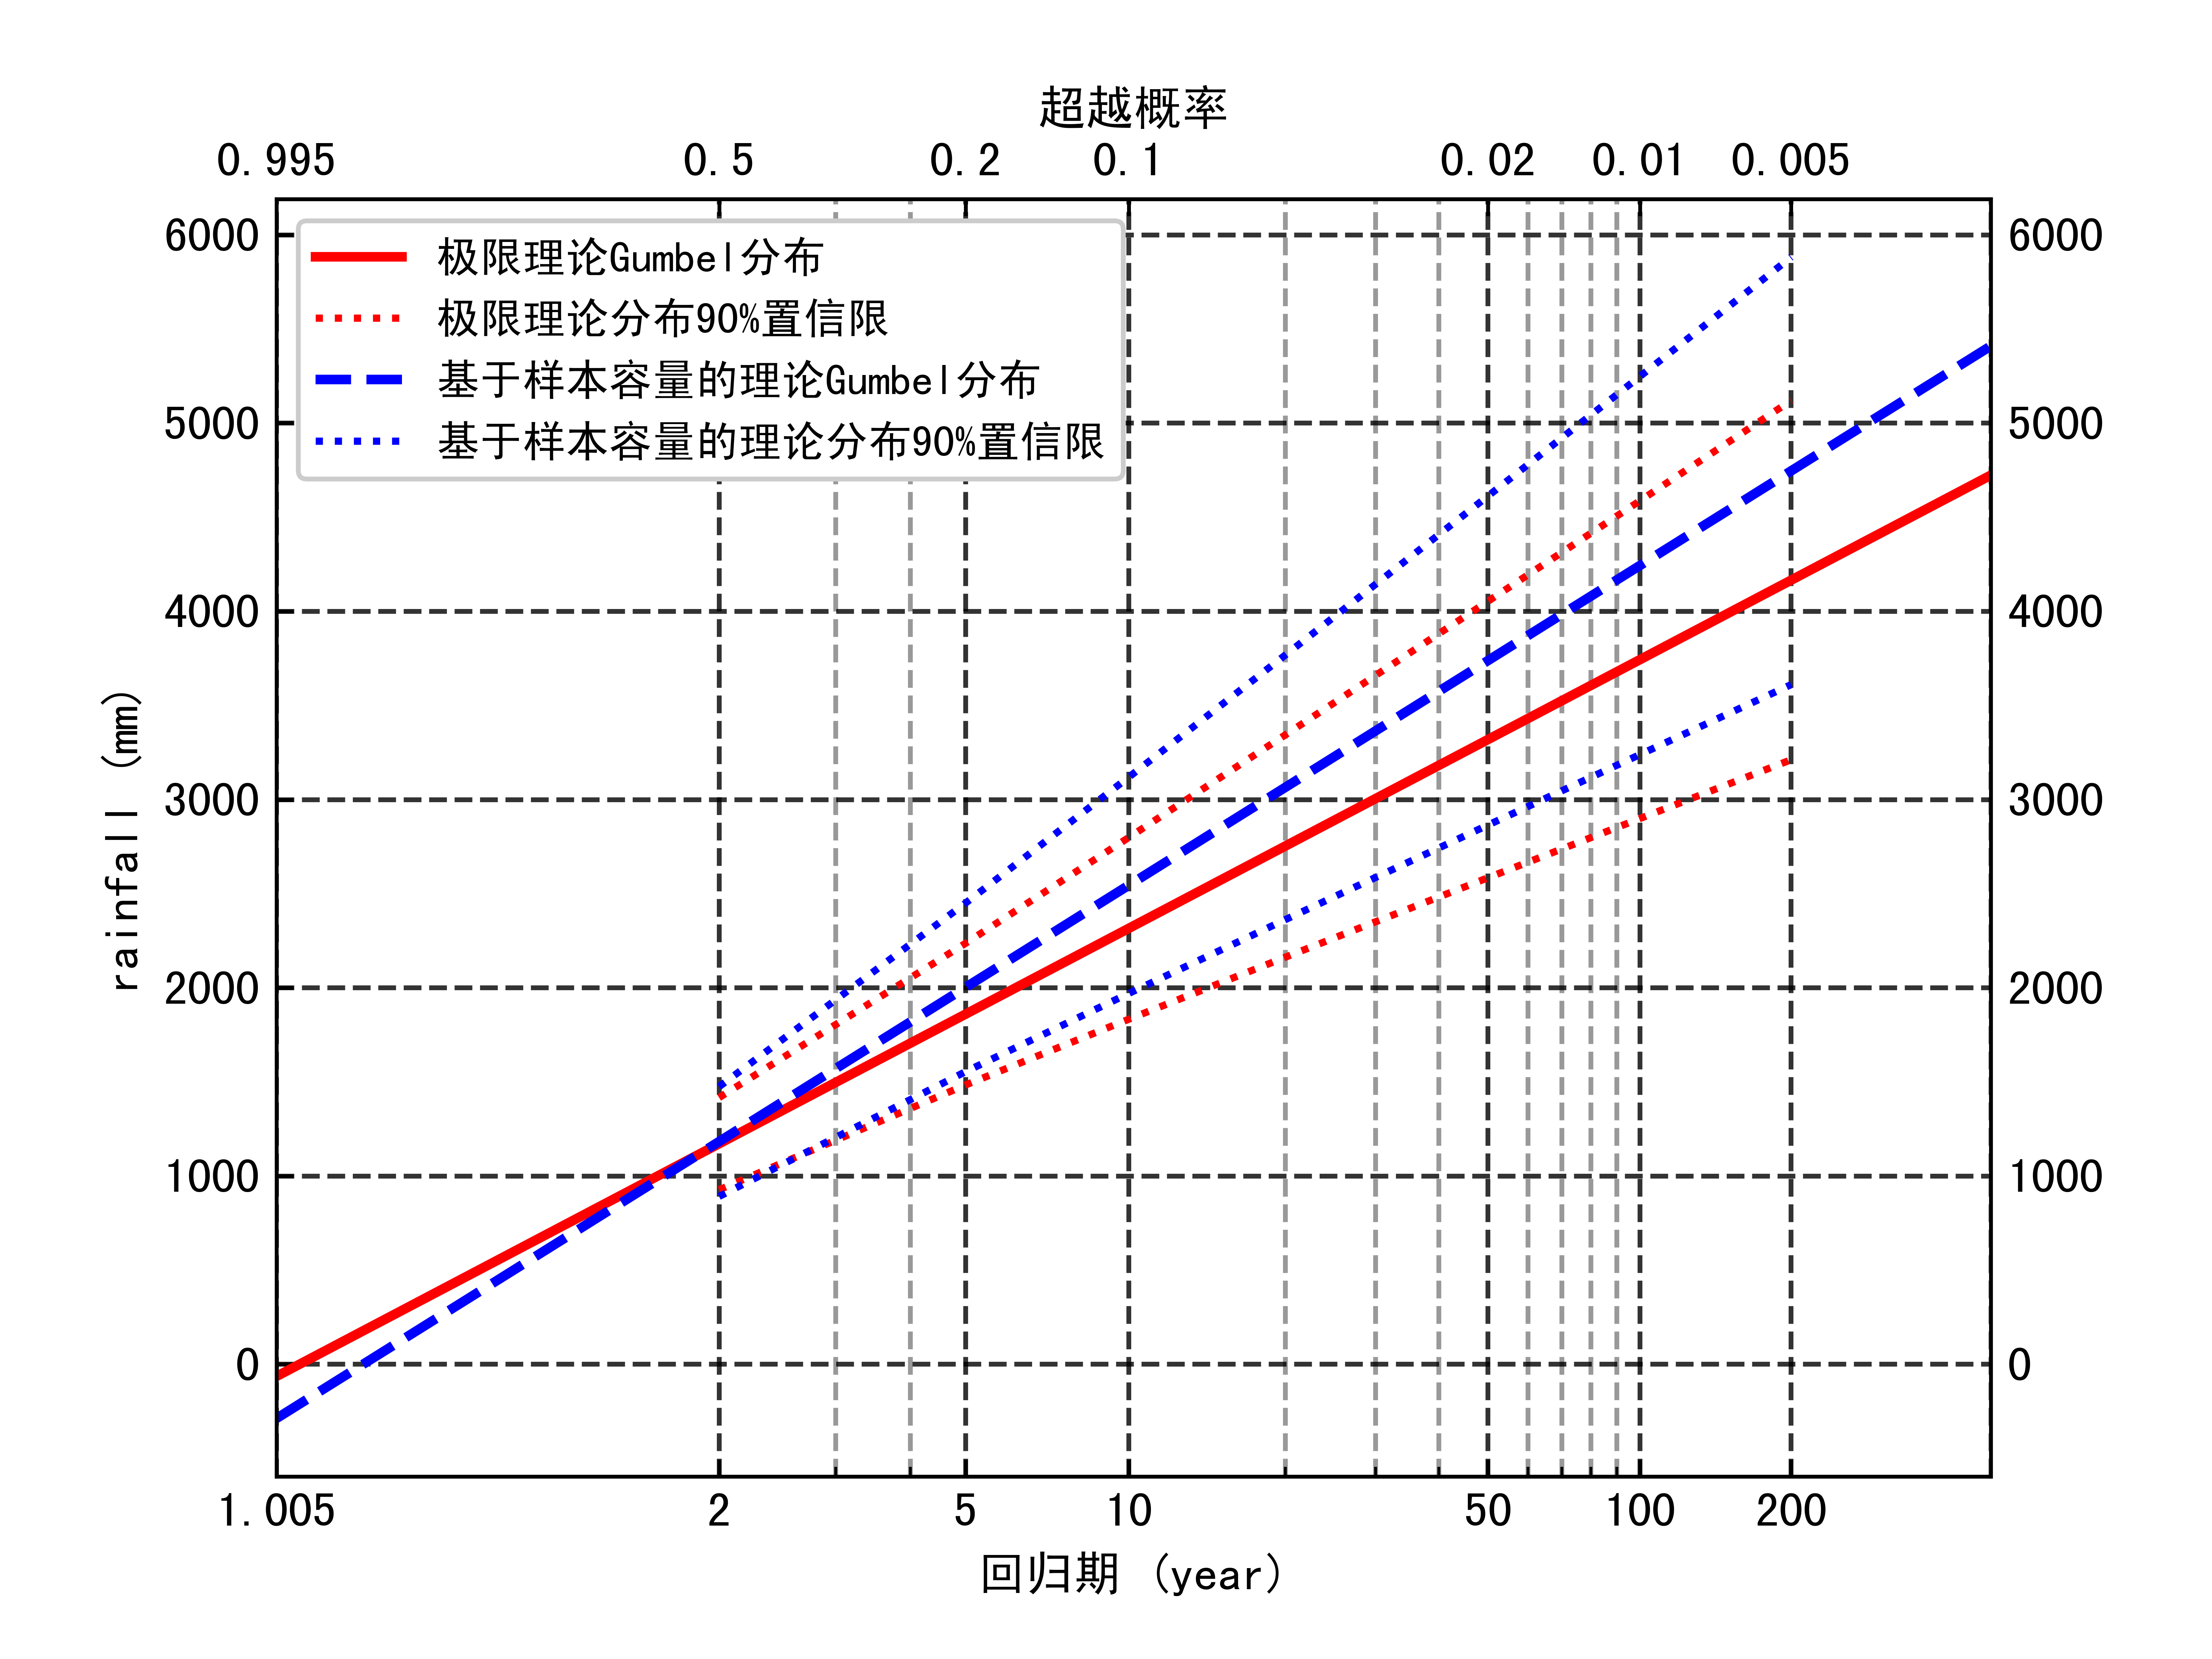 超越概率
0.995 0.5 0.2 0.1 0.02 0.01 0.005
极限理论Gumbel分布
极限理论分布90%置信限
基于样本容量的理论Gumbel分布
基于样本容量的理论分布90%置信限
6000 6000
5000 5000
4000 4000
3000 3000
2000 2000
1000 1000
0 0
rainfall (mm)
1.005 2 5 10 50 100 200
回归期 (year)